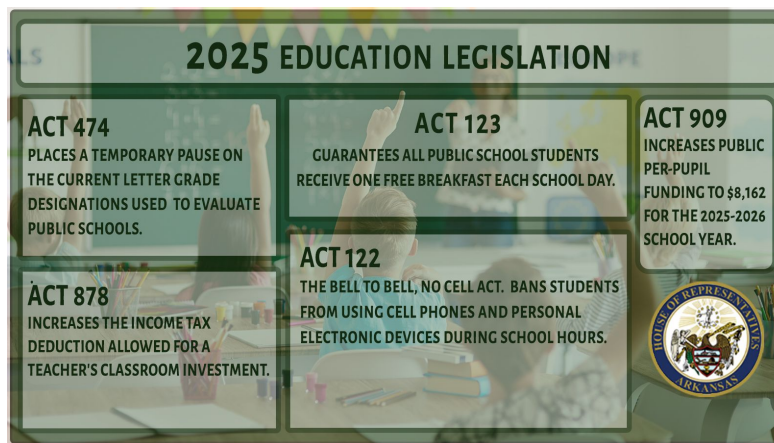 2025 EDUCATION LEGISLATION
ACT 474
PLACES A TEMPORARY PAUSE ON
THE CURRENT LETTER GRADE
DESIGNATIONS USED TO EVALUATE
PUBLIC SCHOOLS.
ACT 123
GUARANTEES ALL PUBLIC SCHOOL STUDENTS
RECEIVE ONE FREE BREAKFAST EACH SCHOOL DAY.
ACT 909
INCREASES PUBLIC
PER-PUPIL
FUNDING TO $8,162
FOR THE 2025-2026
SCHOOL YEAR.
ACT 878
INCREASES THE INCOME TAX
DEDUCTION ALLOWED FOR A
TEACHER'S CLASSROOM INVESTMENT.
ACT 122
THE BELL TO BELL, NO CELL ACT. BANS STUDENTS
FROM USING CELL PHONES AND PERSONAL
ELECTRONIC DEVICES DURING SCHOOL HOURS.
HOUSE OF REPRESENTATIVES
ARKANSAS